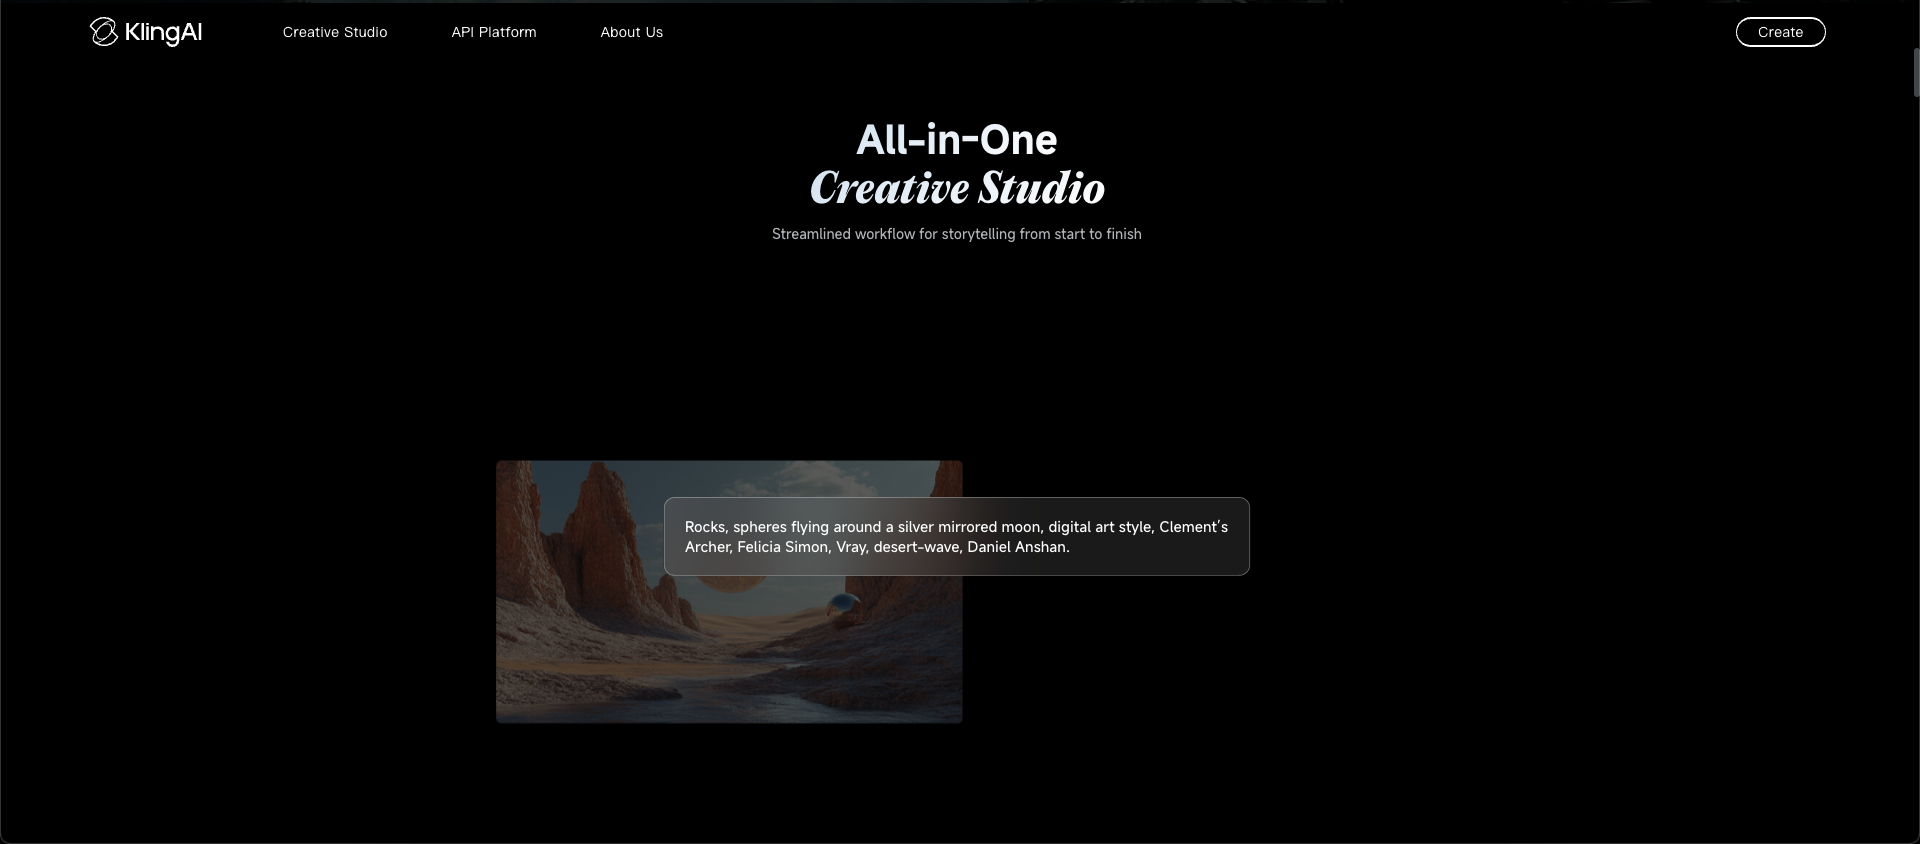 KlingAI
Creative Studio
API Platform
About Us
Create
All-in-One
Creative Studio
Streamlined workflow for storytelling from start to finish
Rocks, spheres flying around a silver mirrored moon, digital art style, Clement's
Archer, Felicia Simon, Vray, desert-wave, Daniel Anshan.